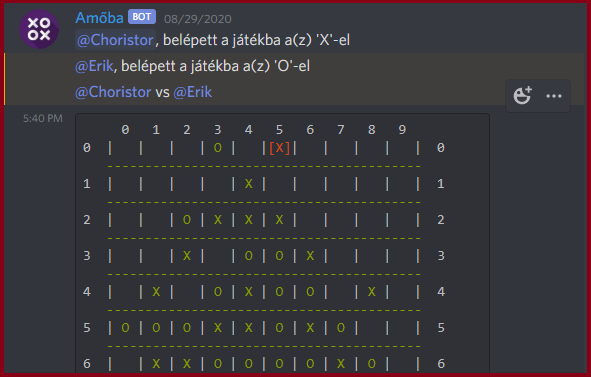 XO
OX
Amőba BOT 08/29/2020
@Choristor, belépett a játékba a(z) 'X'-el
@Erik, belépett a játékba a(z) 'O'-el
@Choristor vs @Erik
5:40 PM
0 1 2 3 4 5 6 7 8 9
0 | | | | O | |[X]| | | | | 0
-----------------------------------------
1 | | | | | X | | | | | | 1
-----------------------------------------
2 | | | O | X | X | X | | | | | 2
-----------------------------------------
3 | | | X | | O | O | X | | | | 3
-----------------------------------------
4 | | X | | O | X | O | O | | X | | 4
-----------------------------------------
5 | O | O | O | X | X | O | X | O | | | 5
-----------------------------------------
6 | | X | X | O | O | O | O | X | O | | 6